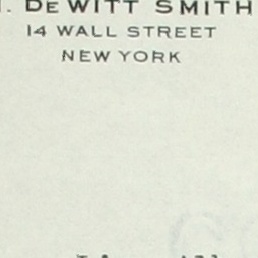 . DEWITT SMITH
14 WALL STREET
NEW YORK